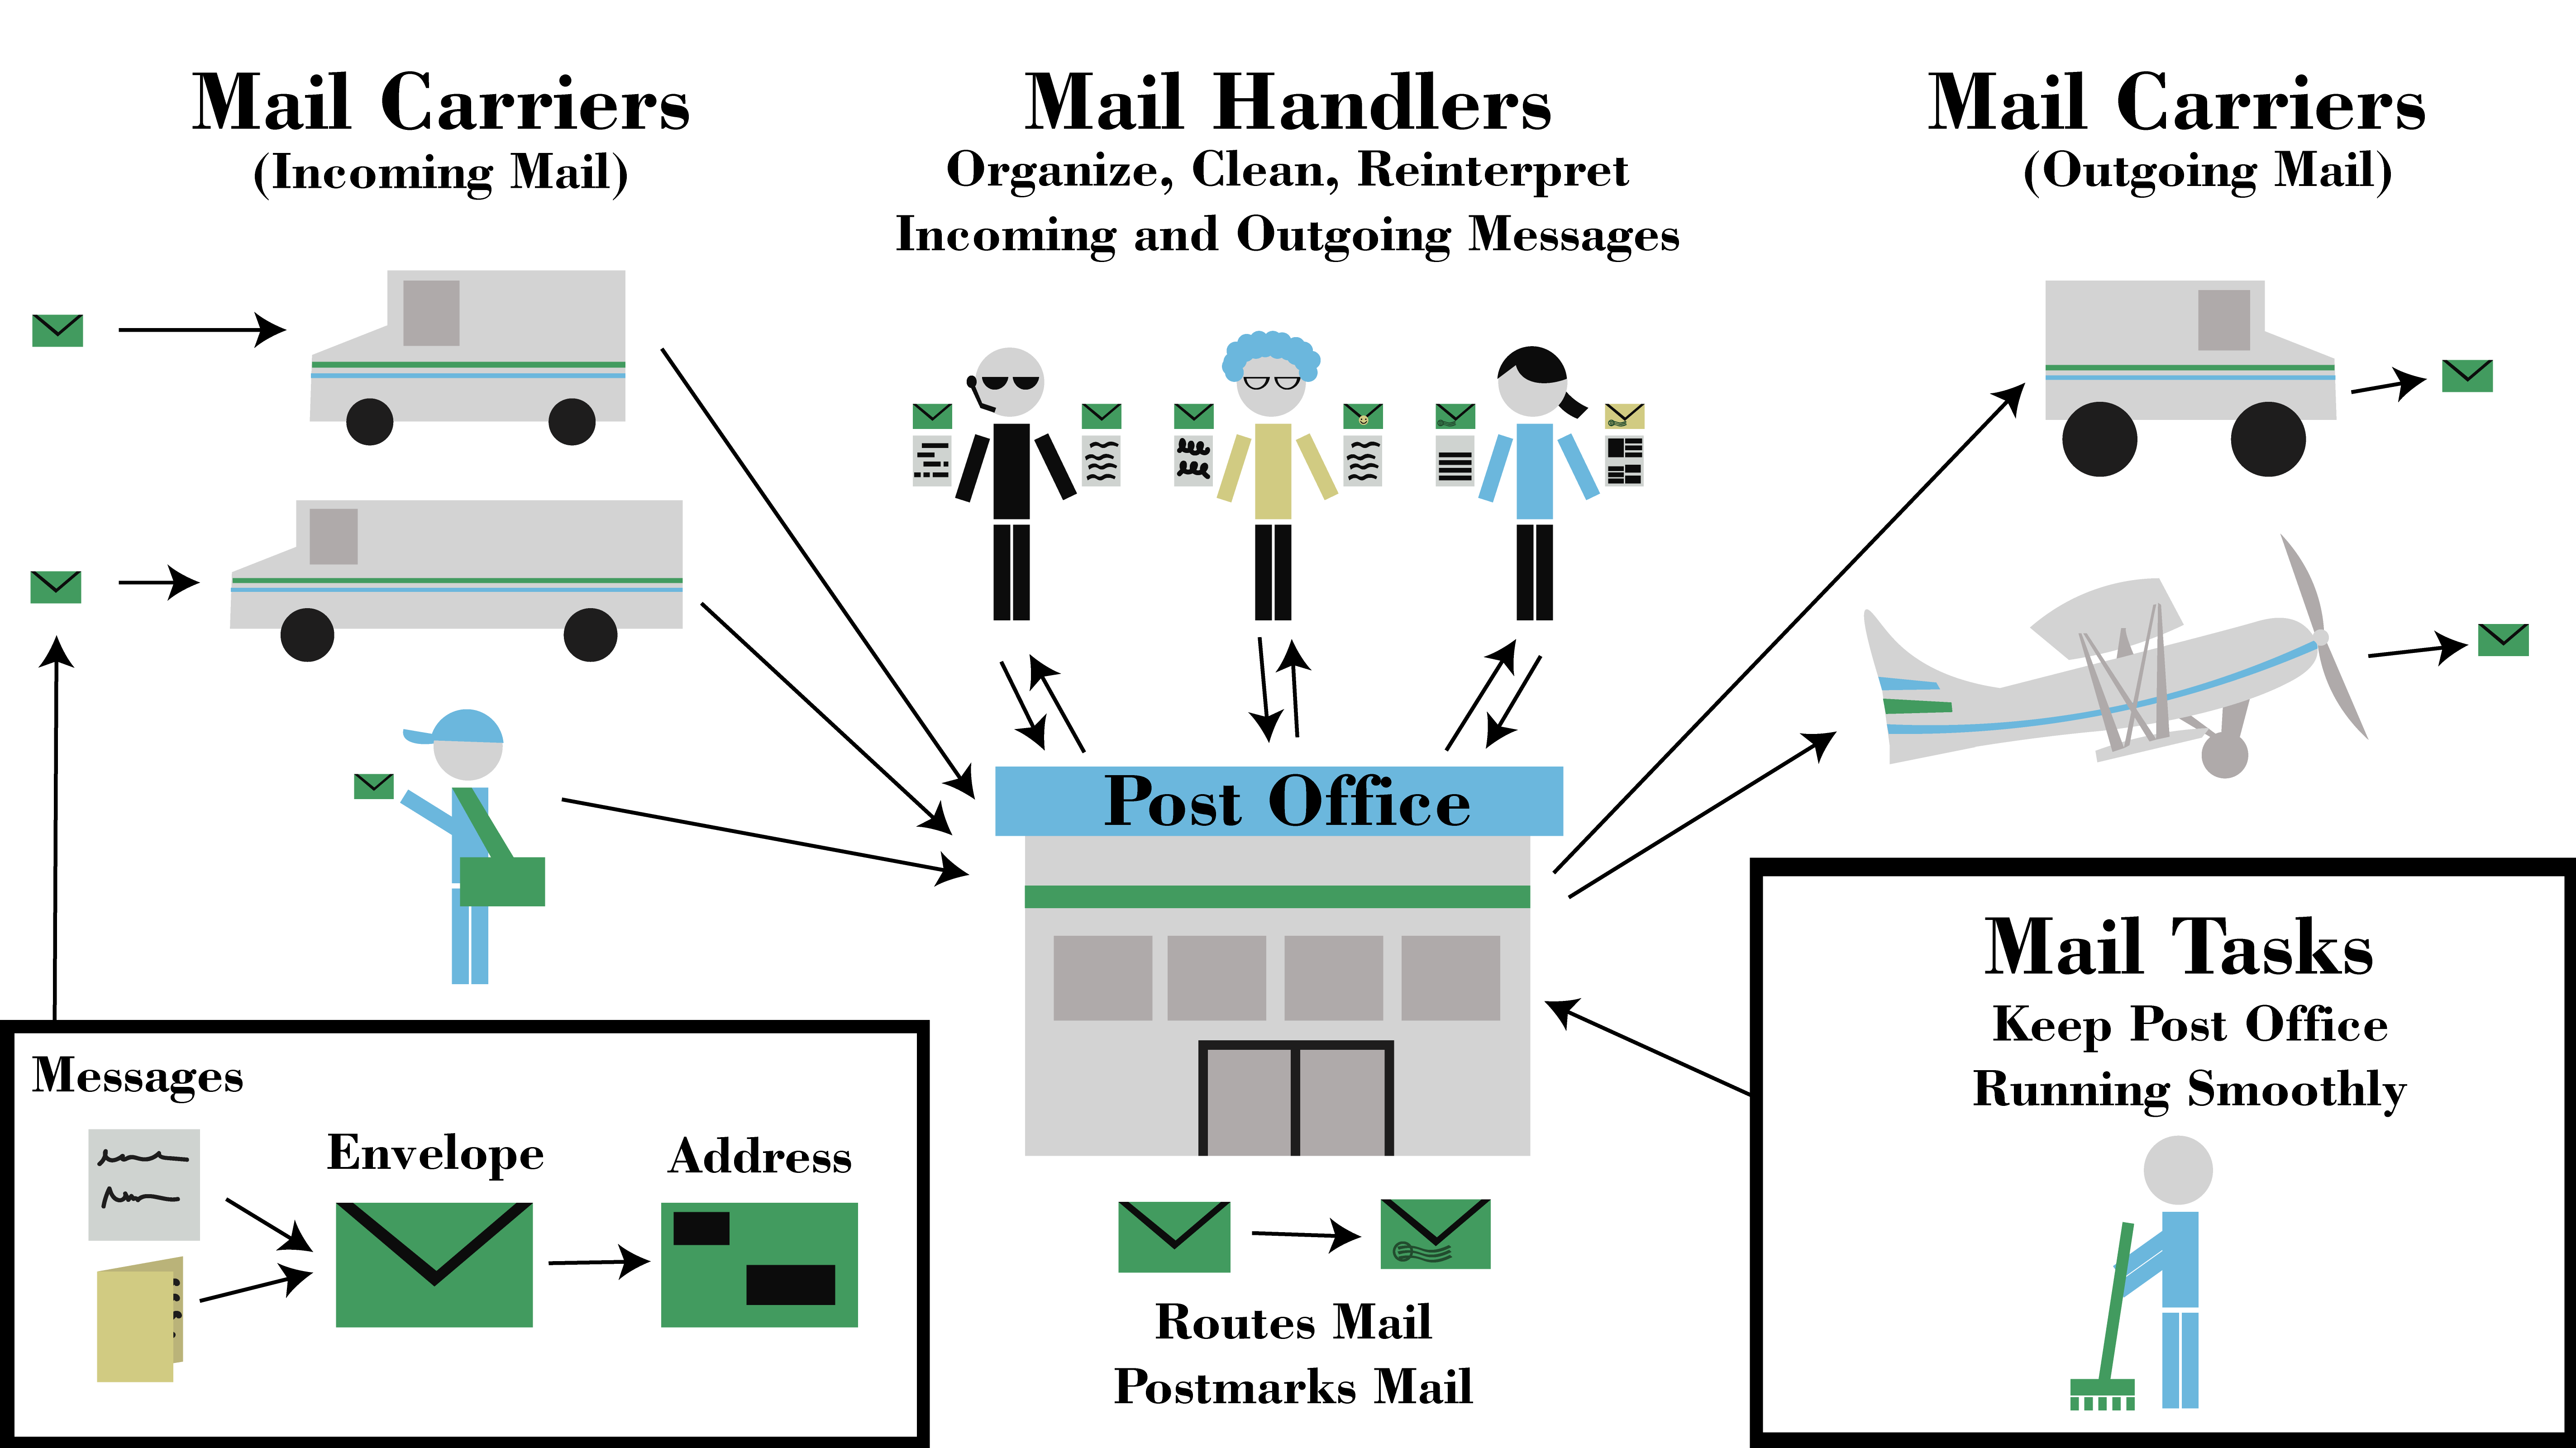 Mail Carriers
(Incoming Mail)
Mail Handlers
Organize, Clean, Reinterpret
Incoming and Outgoing Messages
Mail Carriers
(Outgoing Mail)
Post Office
Routes Mail
Postmarks Mail
Messages
Envelope
Address
Mail Tasks
Keep Post Office
Running Smoothly